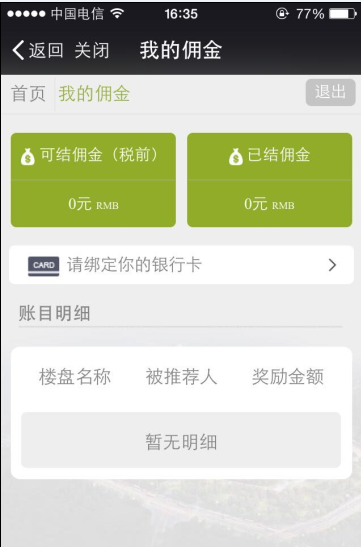 中国电信 16:35 77%
返回 关闭 我的佣金
首页 我的佣金 退出
可结佣金（税前） 已结佣金
0元 RMB 0元 RMB
CARD 请绑定你的银行卡
账目明细
楼盘名称 被推荐人 奖励金额
暂无明细